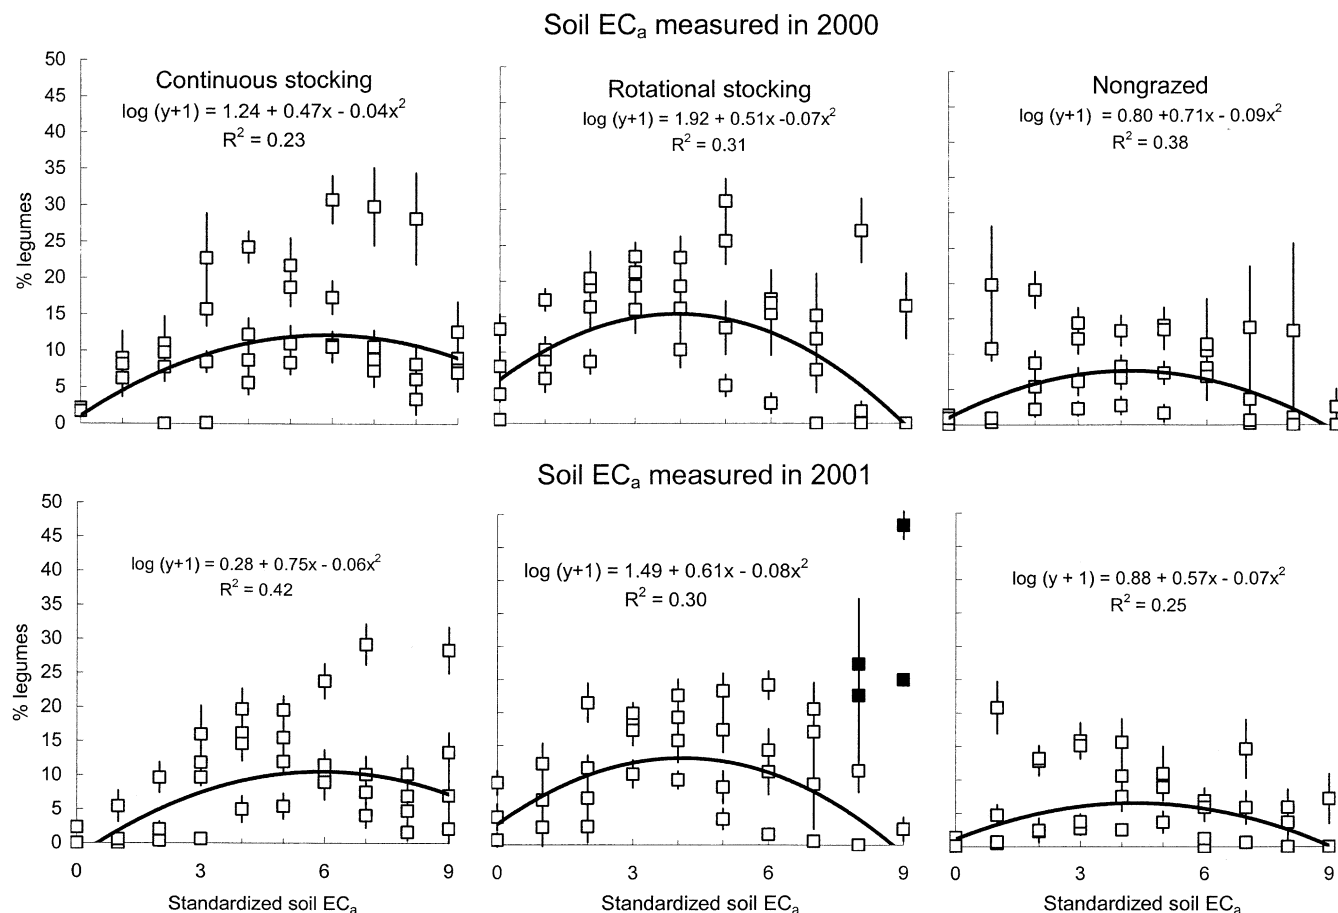 Soil ECa measured in 2000
50
45
40
35
30
25
20
15
10
5
0
% legumes
Continuous stocking
log (y+1) = 1.24 + 0.47x - 0.04x²
R² = 0.23
Rotational stocking
log (y+1) = 1.92 + 0.51x -0.07x²
R² = 0.31
Nongrazed
log (y+1) = 0.80 +0.71x - 0.09x²
R² = 0.38
Soil ECa measured in 2001
50
45
40
35
30
25
20
15
10
5
0
% legumes
log (y+1) = 0.28 + 0.75x - 0.06x²
R² = 0.42
log (y+1) = 1.49 + 0.61x - 0.08x²
R² = 0.30
log (y + 1) = 0.88 + 0.57x - 0.07x²
R² = 0.25
0 3 6 9
0 3 6 9
0 3 6 9
Standardized soil ECa
Standardized soil ECa
Standardized soil ECa